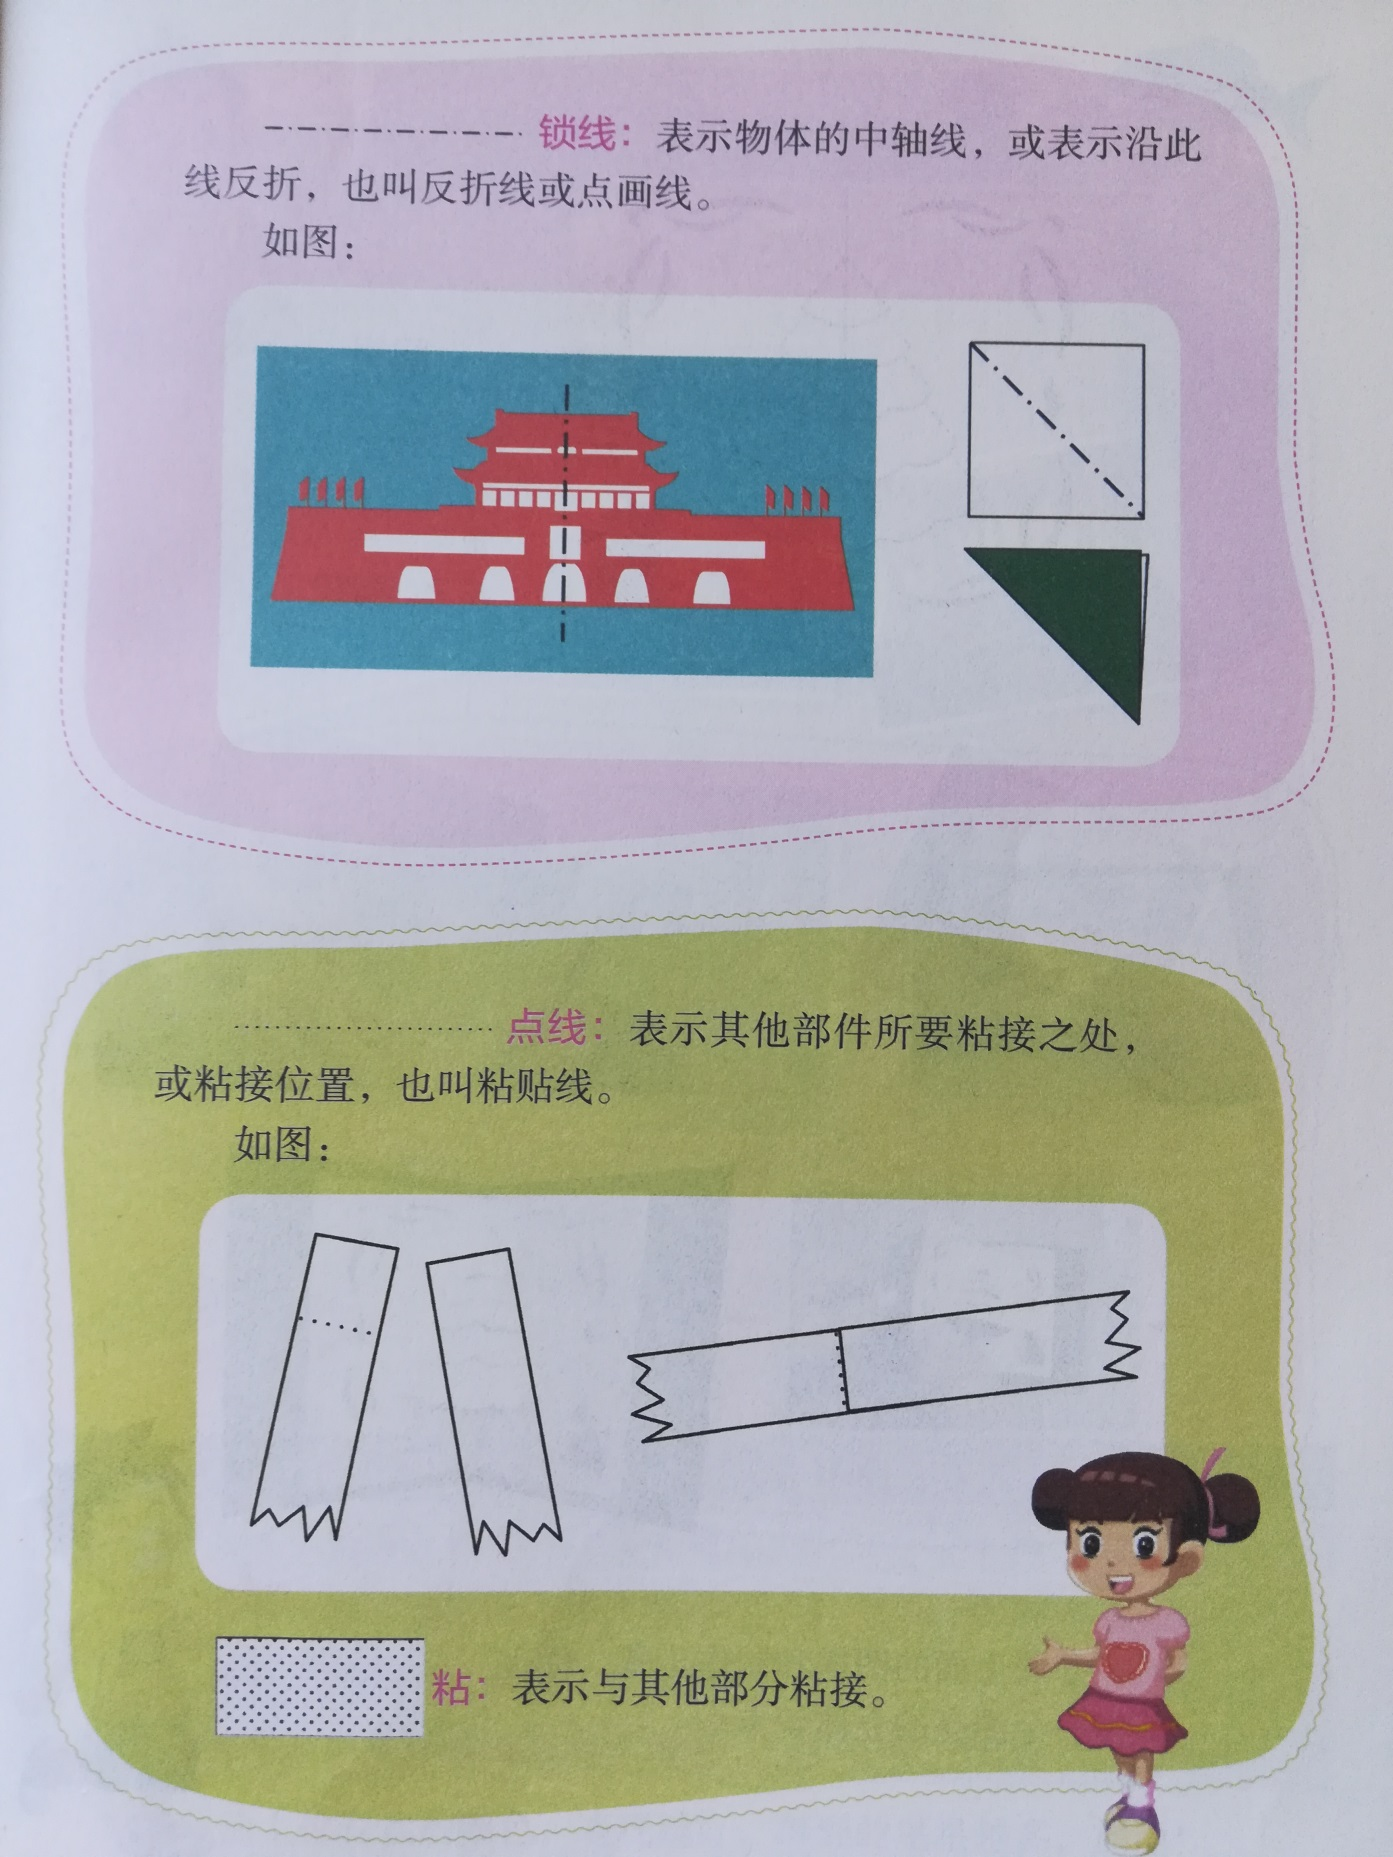 锁线：表示物体的中轴线，或表示沿此
线反折，也叫反折线或点画线。
如图：
点线：表示其他部件所要粘接之处，
或粘接位置，也叫粘贴线。
如图：
粘：表示与其他部分粘接。